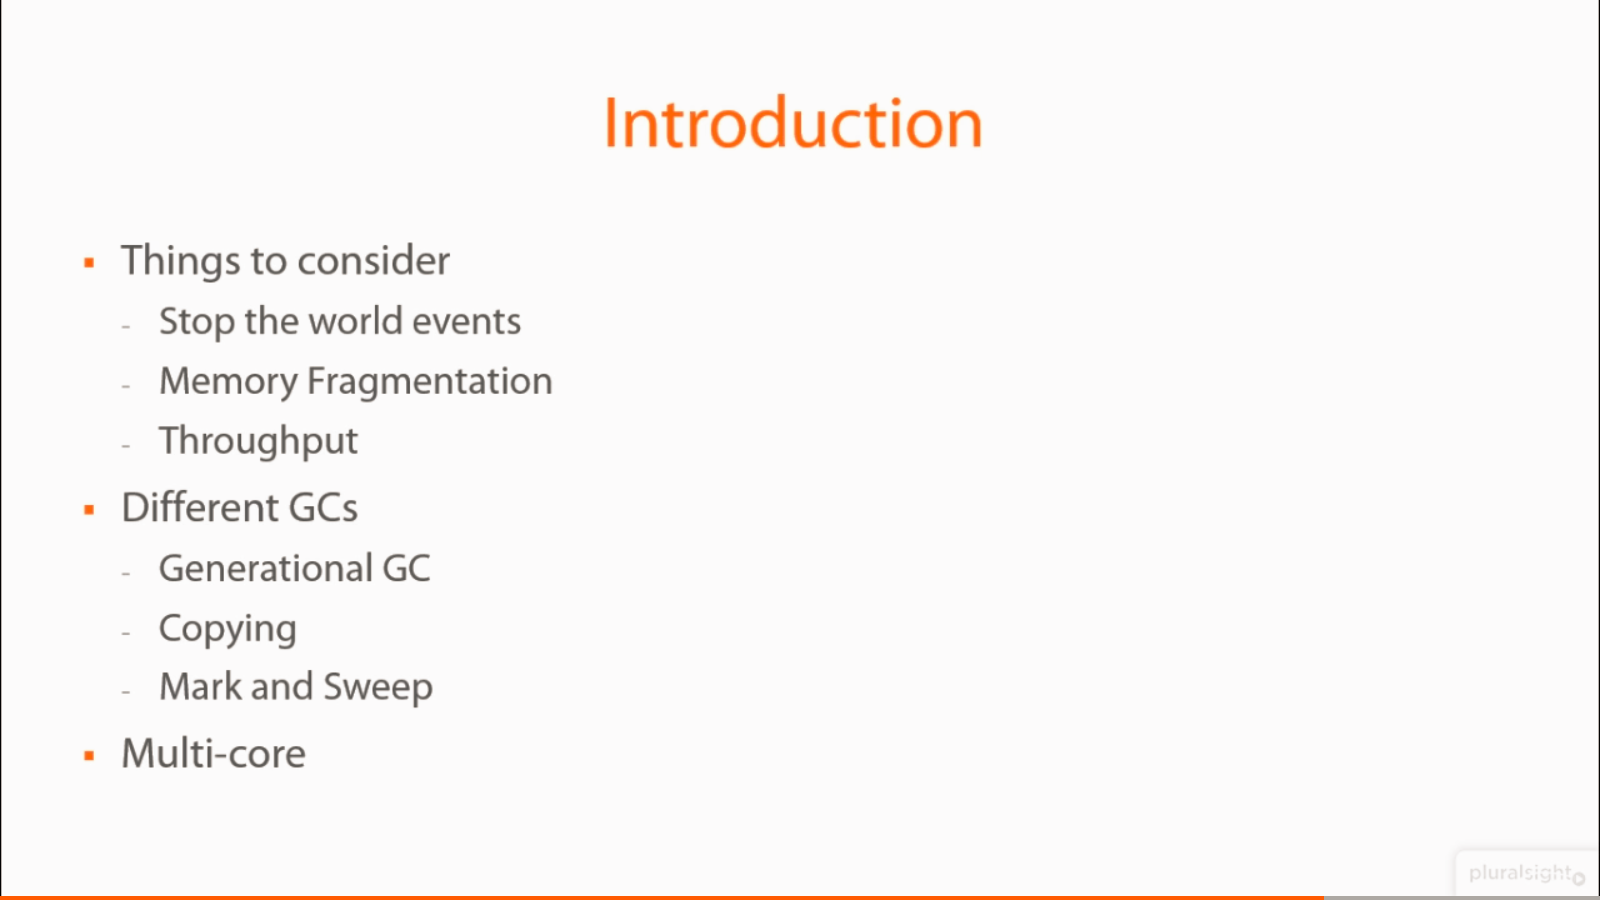 Introduction
▪ Things to consider
- Stop the world events
- Memory Fragmentation
- Throughput
▪ Different GCs
- Generational GC
- Copying
- Mark and Sweep
▪ Multi-core
pluralsight